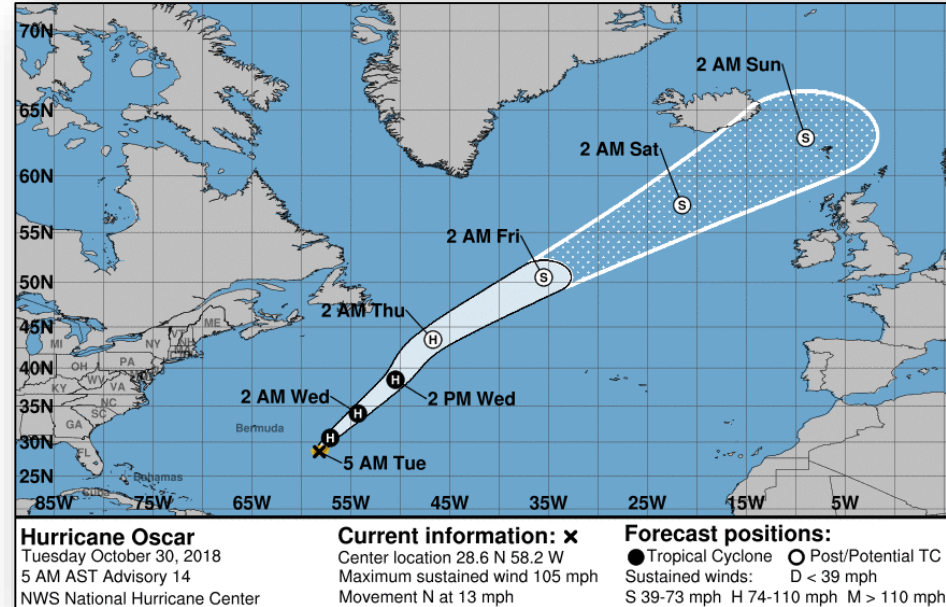 70N
65N
60N
55N
50N
45N
40N
35N
30N
25N
85W
75W
65W
55W
45W
35W
25W
15W
5W
2 AM Sun
2 AM Sat
2 AM Fri
2 AM Thu
2 PM Wed
2 AM Wed
5 AM Tue
S
S
S
H
H
H
H
ME
VT
NH
MA
NY
MI
PA
OH
WV
VA
KY
NC
SC
GA
FL
Bermuda
Bahamas
Cuba
Hurricane Oscar
Tuesday October 30, 2018
5 AM AST Advisory 14
NWS National Hurricane Center
Current information: ×
Center location 28.6 N 58.2 W
Maximum sustained wind 105 mph
Movement N at 13 mph
Forecast positions:
● Tropical Cyclone ○ Post/Potential TC
Sustained winds: D < 39 mph
S 39-73 mph H 74-110 mph M > 110 mph